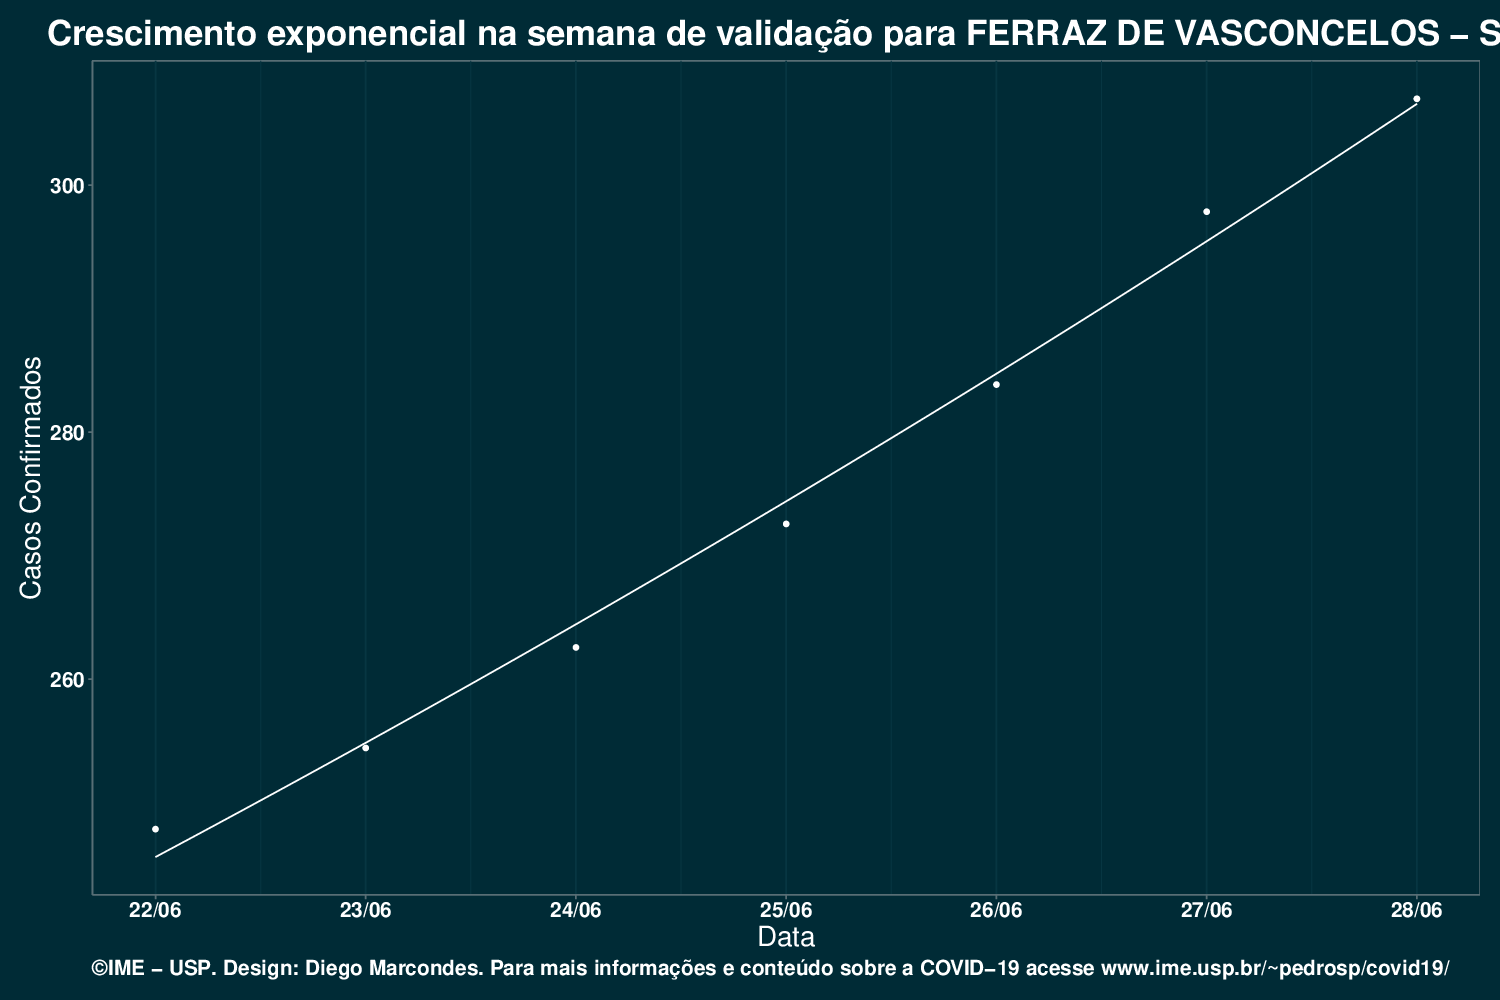 Crescimento exponencial na semana de validação para FERRAZ DE VASCONCELOS – S
Casos Confirmados
300
280
260
22/06 23/06 24/06 25/06 26/06 27/06 28/06
Data
©IME – USP. Design: Diego Marcondes. Para mais informações e conteúdo sobre a COVID–19 acesse www.ime.usp.br/~pedrosp/covid19/